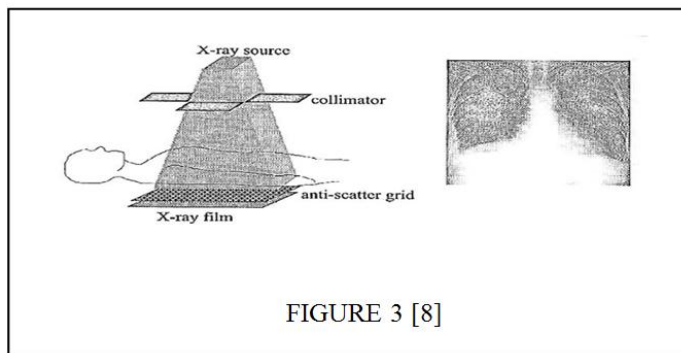 X-ray source
collimator
anti-scatter grid
X-ray film
FIGURE 3 [8]